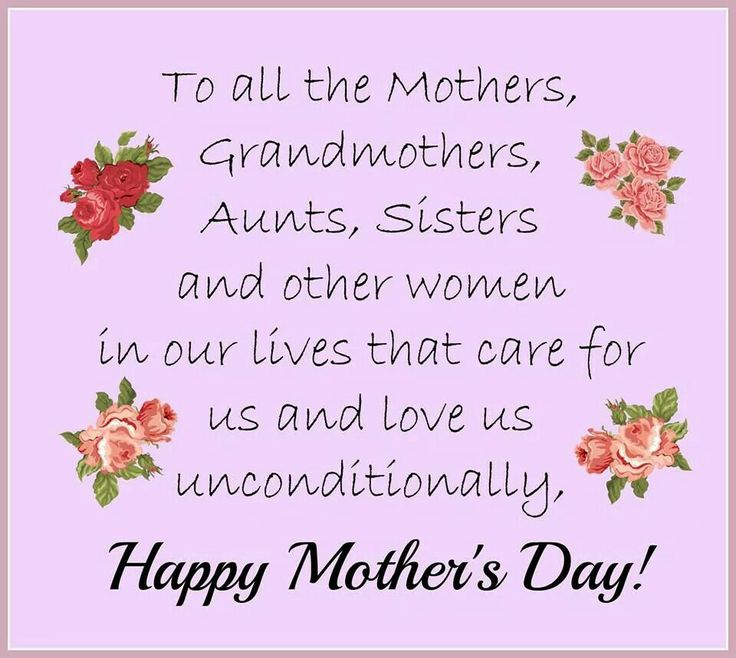 To all the Mothers,
Grandmothers,
Aunts, Sisters
and other women
in our lives that care for
us and love us
unconditionally,
Happy Mother's Day!